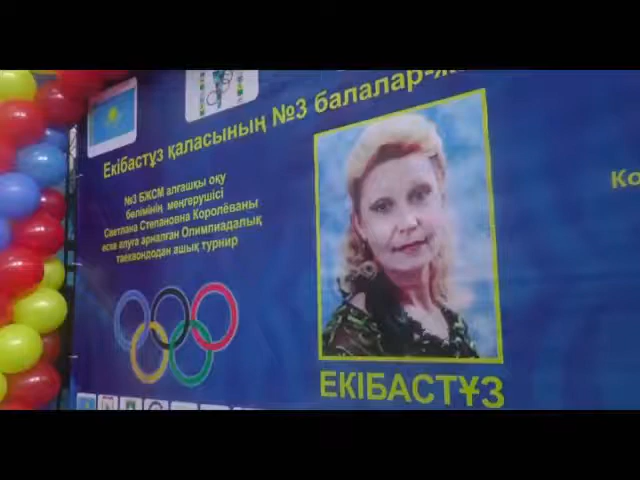 Екібастұз қаласының №3 балалар-ж
№3 БЖСМ алғашқы оқу
бөлімінің меңгерушісі
Светлана Степановна Королёваны
еске алуға арналған Олимпиадалық
таеквондодан ашық турнир
Ко
ЕКІБАСТҰЗ